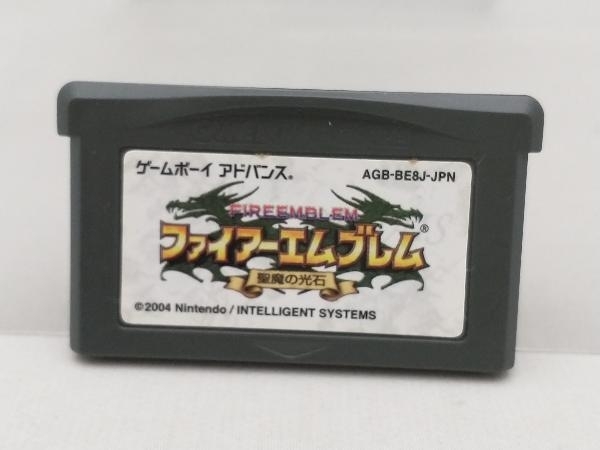 ゲームボーイ アドバンス®
AGB-BE8J-JPN
FIREEMBLEM
ファイアーエムブレム®
聖魔の光石
©2004 Nintendo / INTELLIGENT SYSTEMS